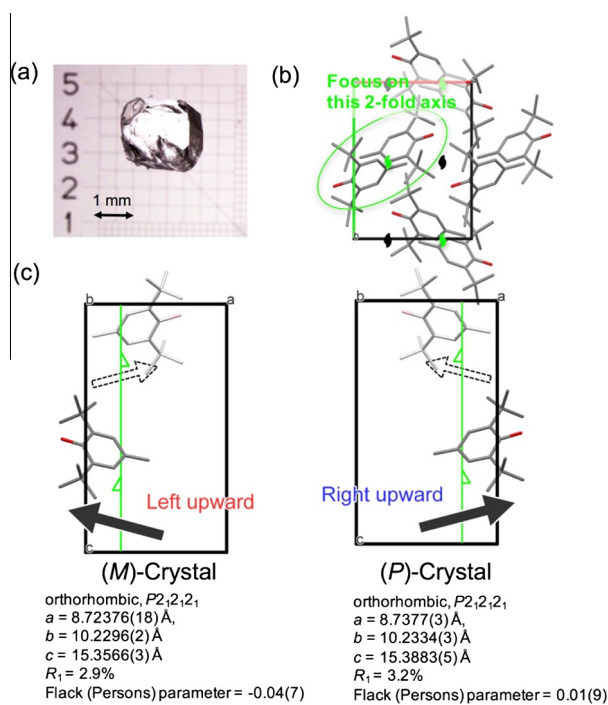 (a)
5
4
3
2
1
1 mm
(b)
Focus on
this 2-fold axis
(c)
b
a
Left upward
c
(M)-Crystal
orthorhombic, P2₁2₁2₁
a = 8.72376(18) Å,
b = 10.2296(2) Å
c = 15.3566(3) Å
R₁ = 2.9%
Flack (Persons) parameter = -0.04(7)
b
a
Right upward
c
(P)-Crystal
orthorhombic, P2₁2₁2₁
a = 8.7377(3) Å,
b = 10.2334(3) Å
c = 15.3883(5) Å
R₁ = 3.2%
Flack (Persons) parameter = 0.01(9)